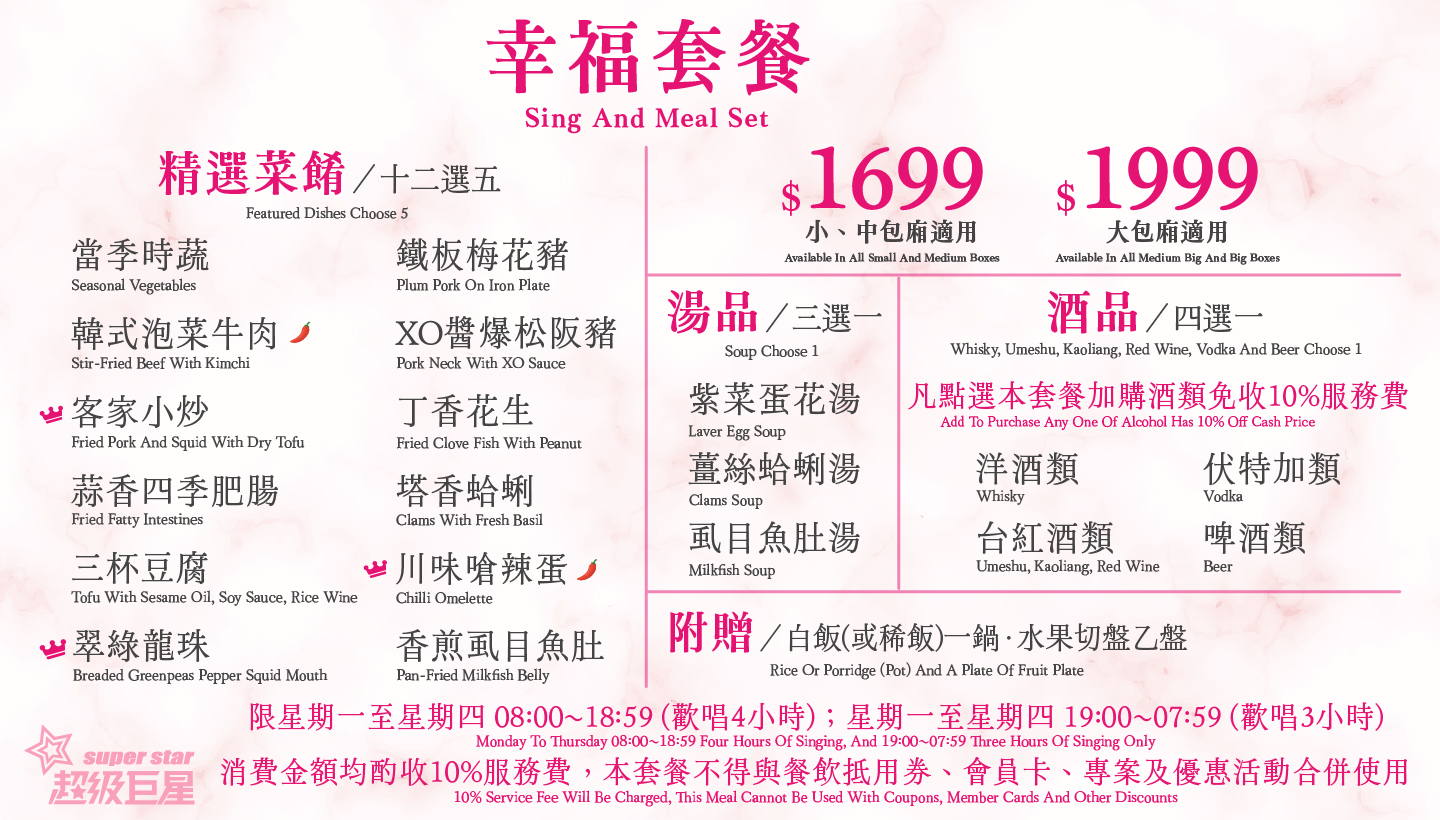 幸福套餐
Sing And Meal Set
精選菜餚/十二選五
Featured Dishes Choose 5
當季時蔬
Seasonal Vegetables
韓式泡菜牛肉
Stir-Fried Beef With Kimchi
客家小炒
Fried Pork And Squid With Dry Tofu
蒜香四季肥腸
Fried Fatty Intestines
三杯豆腐
Tofu With Sesame Oil, Soy Sauce, Rice Wine
翠綠龍珠
Breaded Greenpeas Pepper Squid Mouth
鐵板梅花豬
Plum Pork On Iron Plate
XO醬爆松阪豬
Pork Neck With XO Sauce
丁香花生
Fried Clove Fish With Peanut
塔香蛤蜊
Clams With Fresh Basil
川味嗆辣蛋
Chilli Omelette
香煎虱目魚肚
Pan-Fried Milkfish Belly
$1699
小、中包廂適用
Available In All Small And Medium Boxes
$1999
大包廂適用
Available In All Medium Big And Big Boxes
湯品/三選一
Soup Choose 1
紫菜蛋花湯
Laver Egg Soup
薑絲蛤蜊湯
Clams Soup
虱目魚肚湯
Milkfish Soup
酒品/四選一
Whisky, Umeshu, Kaoliang, Red Wine, Vodka And Beer Choose 1
凡點選本套餐加購酒類免收10%服務費
Add To Purchase Any One Of Alcohol Has 10% Off Cash Price
洋酒類
Whisky
伏特加類
Vodka
台紅酒類
Umeshu, Kaoliang, Red Wine
啤酒類
Beer
附贈/白飯(或稀飯)一鍋·水果切盤乙盤
Rice Or Porridge (Pot) And A Plate Of Fruit Plate
限星期一至星期四 08:00~18:59 (歡唱4小時)；星期一至星期四 19:00~07:59 (歡唱3小時)
Monday To Thursday 08:00~18:59 Four Hours Of Singing, And 19:00~07:59 Three Hours Of Singing Only
消費金額均酌收10%服務費，本套餐不得與餐飲抵用券、會員卡、專案及優惠活動合併使用
10% Service Fee Will Be Charged, This Meal Cannot Be Used With Coupons, Member Cards And Other Discounts
super star
超級巨星